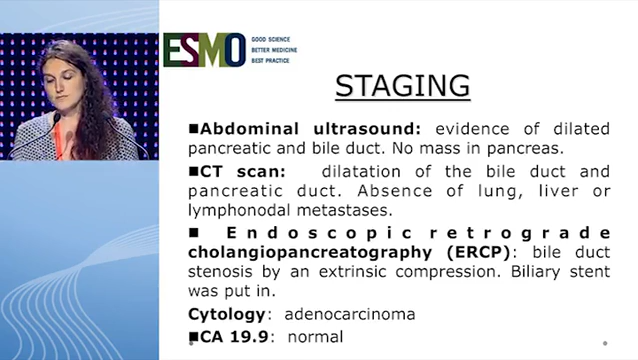 ESMO
GOOD SCIENCE
BETTER MEDICINE
BEST PRACTICE
STAGING
■Abdominal ultrasound: evidence of dilated
pancreatic and bile duct. No mass in pancreas.
■CT scan: dilatation of the bile duct and
pancreatic duct. Absence of lung, liver or
lymphonodal metastases.
■ Endoscopic retrograde
cholangiopancreatography (ERCP): bile duct
stenosis by an extrinsic compression. Biliary stent
was put in.
Cytology: adenocarcinoma
■CA 19.9: normal